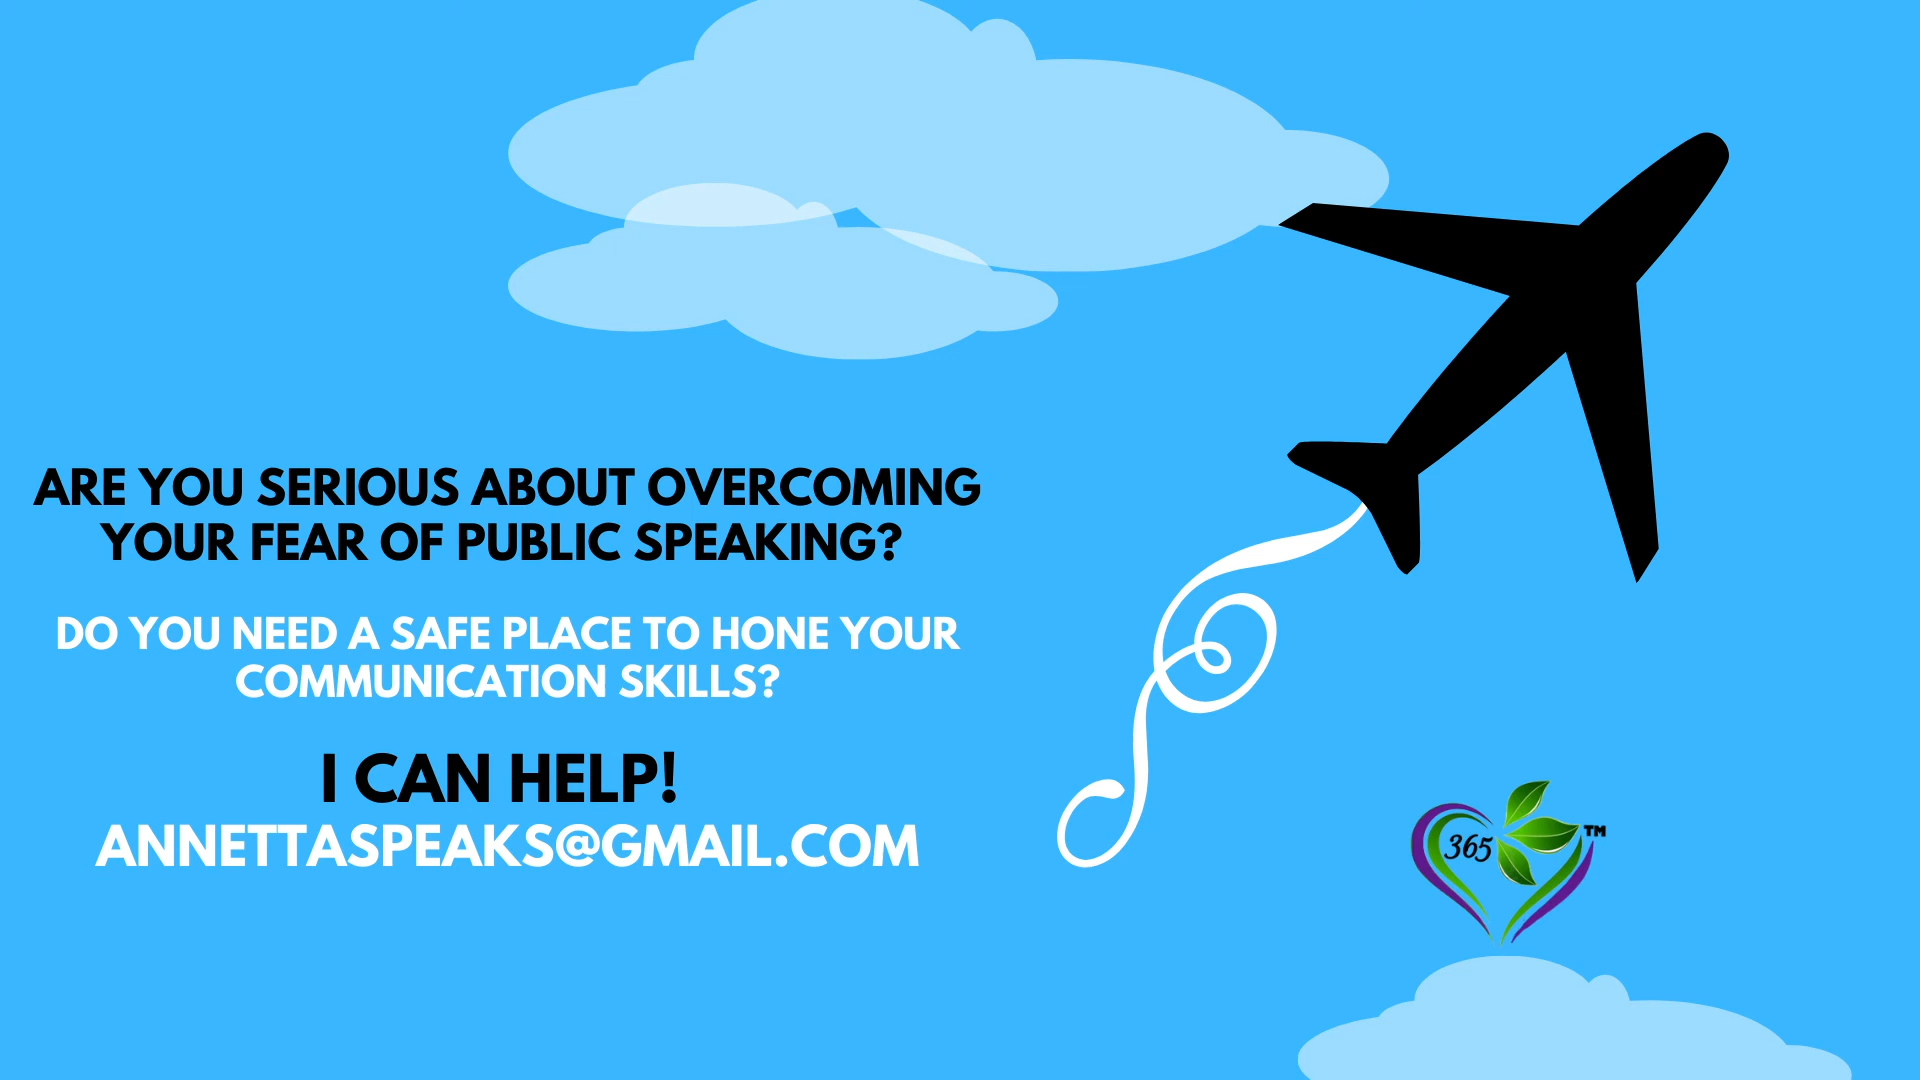 ARE YOU SERIOUS ABOUT OVERCOMING
YOUR FEAR OF PUBLIC SPEAKING?
DO YOU NEED A SAFE PLACE TO HONE YOUR
COMMUNICATION SKILLS?
I CAN HELP!
ANNETTASPEAKS@GMAIL.COM
365 TM